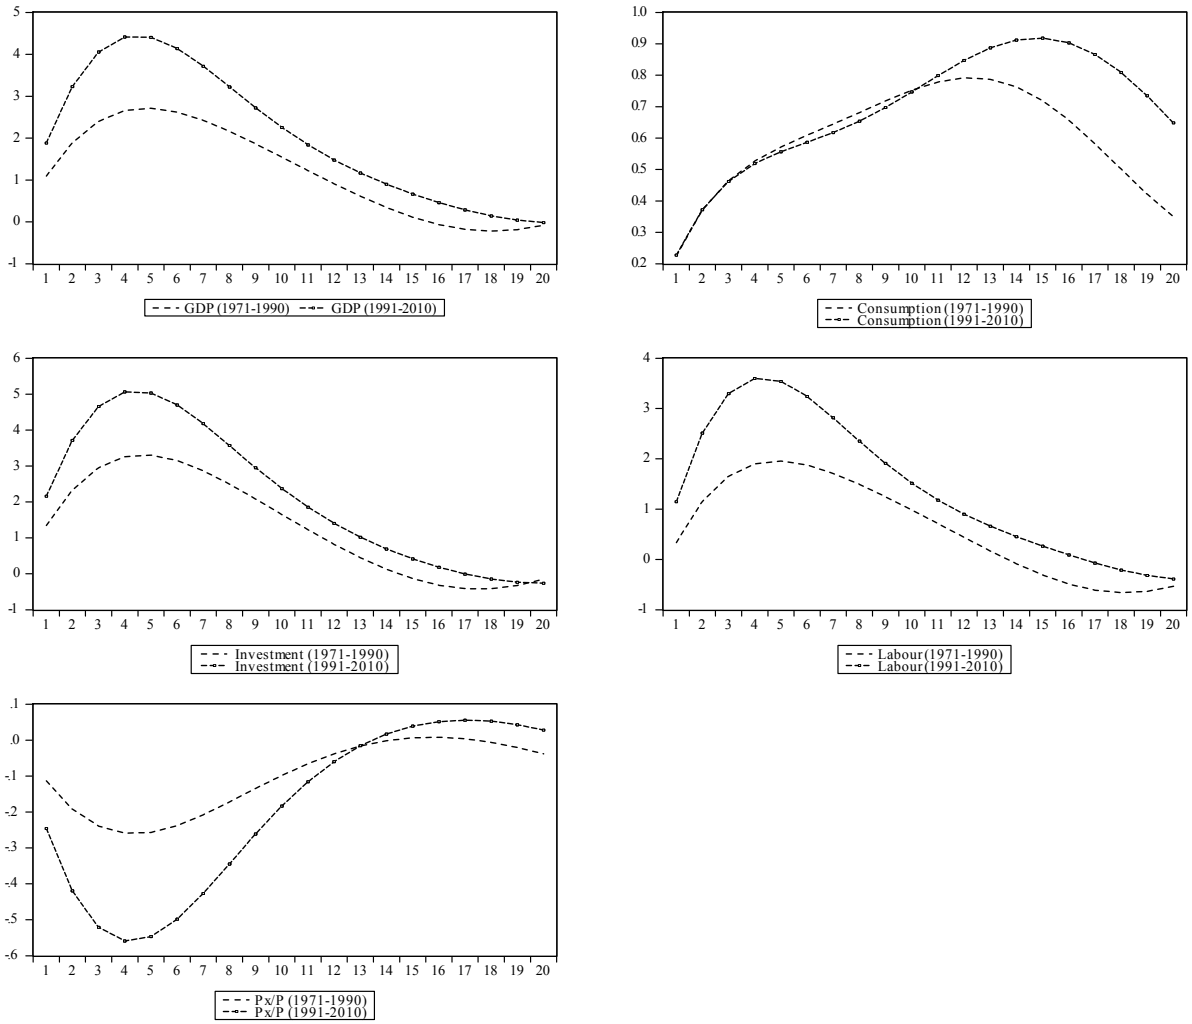 5
4
3
2
1
0
-1
1 2 3 4 5 6 7 8 9 10 11 12 13 14 15 16 17 18 19 20
GDP (1971-1990) GDP (1991-2010)
1.0
0.9
0.8
0.7
0.6
0.5
0.4
0.3
0.2
1 2 3 4 5 6 7 8 9 10 11 12 13 14 15 16 17 18 19 20
Consumption (1971-1990)
Consumption (1991-2010)
6
5
4
3
2
1
0
-1
1 2 3 4 5 6 7 8 9 10 11 12 13 14 15 16 17 18 19 20
Investment (1971-1990)
Investment (1991-2010)
4
3
2
1
0
-1
1 2 3 4 5 6 7 8 9 10 11 12 13 14 15 16 17 18 19 20
Labour (1971-1990)
Labour (1991-2010)
.1
.0
-.1
-.2
-.3
-.4
-.5
-.6
1 2 3 4 5 6 7 8 9 10 11 12 13 14 15 16 17 18 19 20
Px/P (1971-1990)
Px/P (1991-2010)